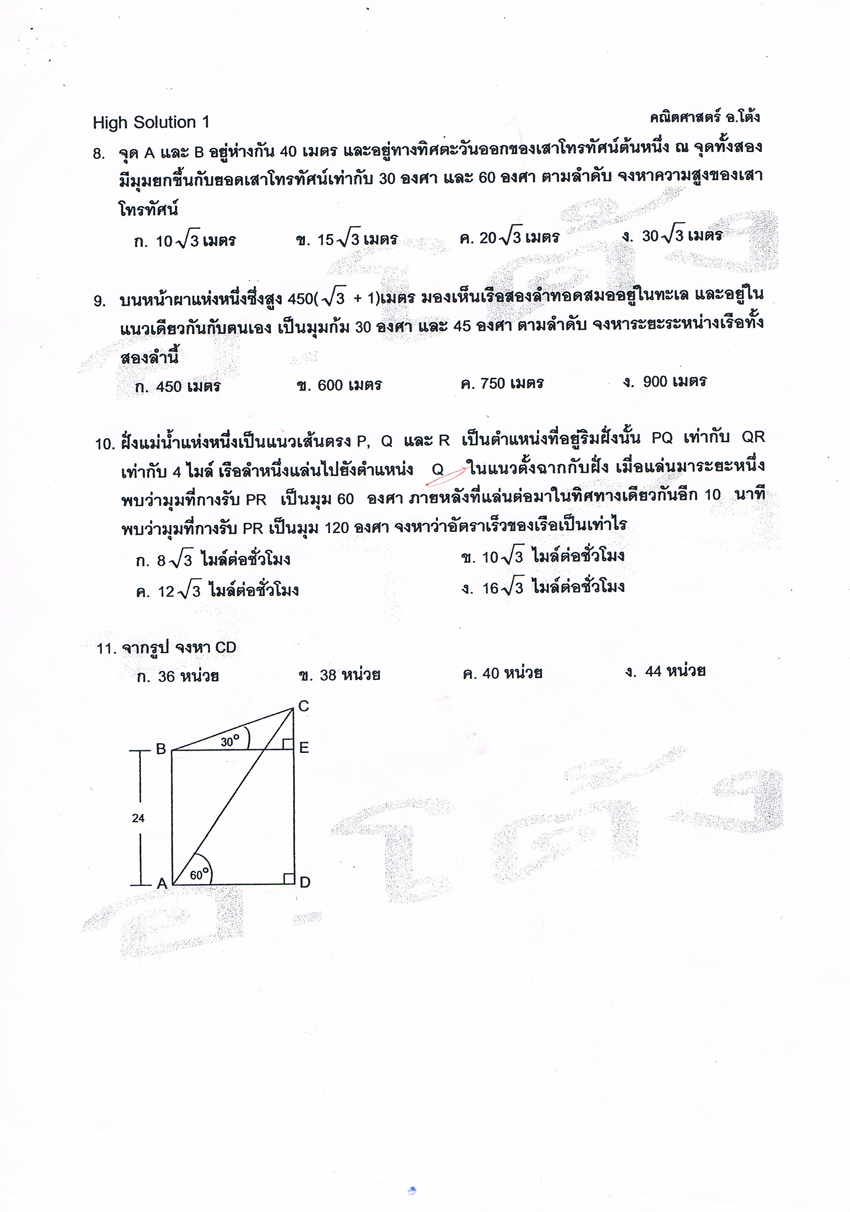 High Solution 1
คณิตศาสตร์ อ.โต้ง
8. จุด A และ B อยู่ห่างกัน 40 เมตร และอยู่ทางทิศตะวันออกของเสาโทรทัศน์ต้นหนึ่ง ณ จุดทั้งสอง
มีมุมยกขึ้นกับยอดเสาโทรทัศน์เท่ากับ 30 องศา และ 60 องศา ตามลำดับ จงหาความสูงของเสา
โทรทัศน์
ก. 10√3 เมตร ข. 15√3 เมตร ค. 20√3 เมตร ง. 30√3 เมตร
9. บนหน้าผาแห่งหนึ่งซึ่งสูง 450(√3 + 1)เมตร มองเห็นเรือสองลำทอดสมออยู่ในทะเล และอยู่ใน
แนวเดียวกันกับตนเอง เป็นมุมก้ม 30 องศา และ 45 องศา ตามลำดับ จงหาระยะระหน่างเรือทั้ง
สองลำนี้
ก. 450 เมตร ข. 600 เมตร ค. 750 เมตร ง. 900 เมตร
10. ฝั่งแม่น้ำแห่งหนึ่งเป็นแนวเส้นตรง P, Q และ R เป็นตำแหน่งที่อยู่ริมฝั่งนั้น PQ เท่ากับ QR
เท่ากับ 4 ไมล์ เรือลำหนึ่งแล่นไปยังตำแหน่ง Q ในแนวตั้งฉากกับฝั่ง เมื่อแล่นมาระยะหนึ่ง
พบว่ามุมที่กางรับ PR เป็นมุม 60 องศา ภายหลังที่แล่นต่อมาในทิศทางเดียวกันอีก 10 นาที
พบว่ามุมที่กางรับ PR เป็นมุม 120 องศา จงหาว่าอัตราเร็วของเรือเป็นเท่าไร
ก. 8√3 ไมล์ต่อชั่วโมง ข. 10√3 ไมล์ต่อชั่วโมง
ค. 12√3 ไมล์ต่อชั่วโมง ง. 16√3 ไมล์ต่อชั่วโมง
11. จากรูป จงหา CD
ก. 36 หน่วย ข. 38 หน่วย ค. 40 หน่วย ง. 44 หน่วย
C
B 30° E
24
60°
A D
อ.โต้ง
อ.โต้ง